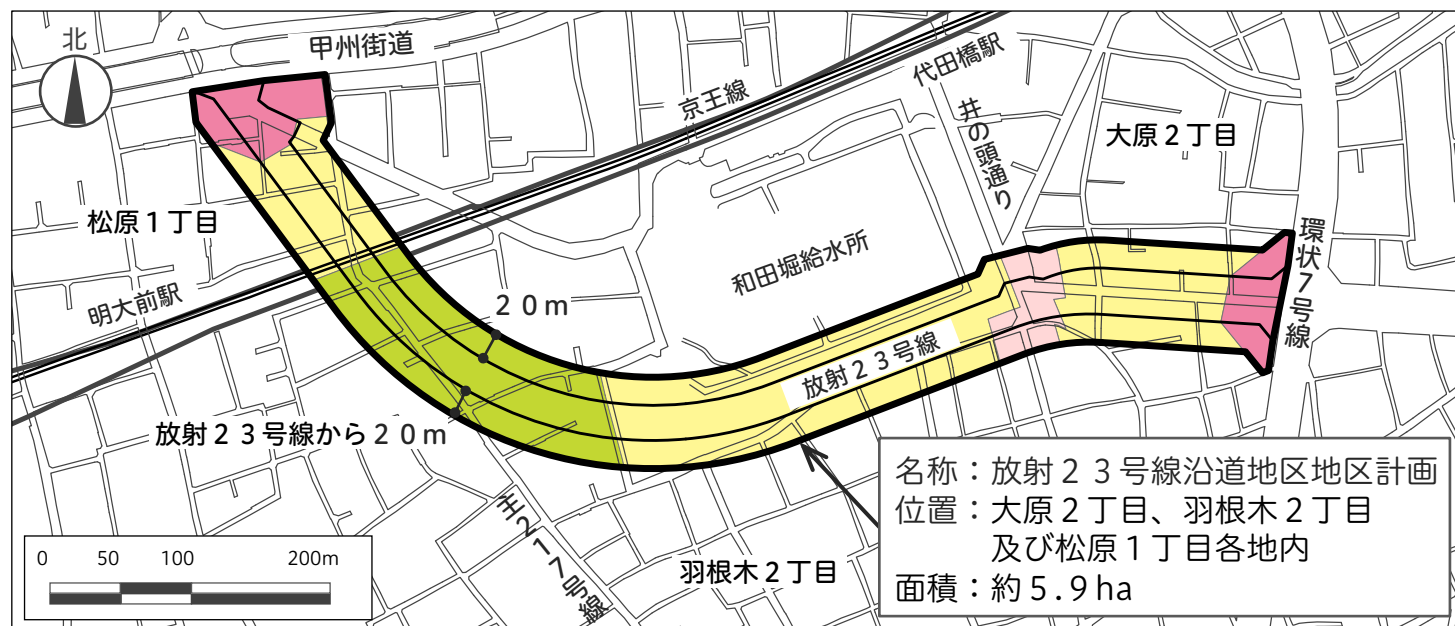 北
甲州街道
代田橋駅
京王線
井の頭通り
大原２丁目
松原１丁目
環状７号線
和田堀給水所
明大前駅
２０ｍ
放射２３号線
放射２３号線から２０ｍ
名称：放射２３号線沿道地区地区計画
位置：大原２丁目、羽根木２丁目
及び松原１丁目各地内
面積：約５.９ha
主２１７号線
羽根木２丁目
0 50 100 200m